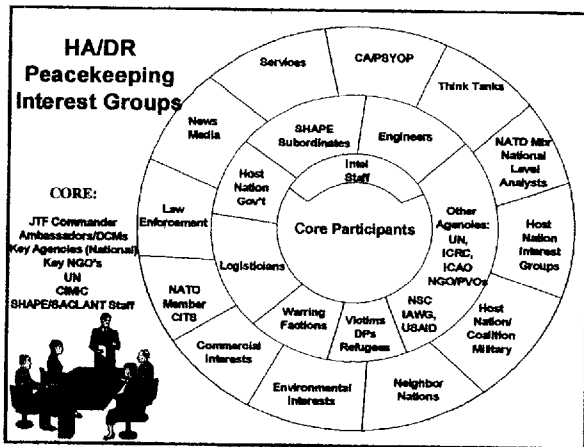 HA/DR
Peacekeeping
Interest Groups
CORE:
JTF Commander
Ambassadors/DCMs
Key Agencies (National)
Key NGO's
UN
CIMIC
SHAPE/SACLANT Staff
Services
CA/PSYOP
Think Tanks
NATO Mbr
National
Level
Analysts
Host
Nation
Interest
Groups
Host
Nation/
Coalition
Military
Neighbor
Nations
Environmental
Interests
Commercial
Interests
NATO
Member
CITS
Law
Enforcement
News
Media
SHAPE
Subordinates
Engineers
Intel
Staff
Other
Agencies:
UN,
ICRC,
ICAO
NGO/PVOs
NSC
IAWG,
USAID
Victims
DPs
Refugees
Warring
Factions
Logisticians
Host
Nation
Gov't
Core Participants